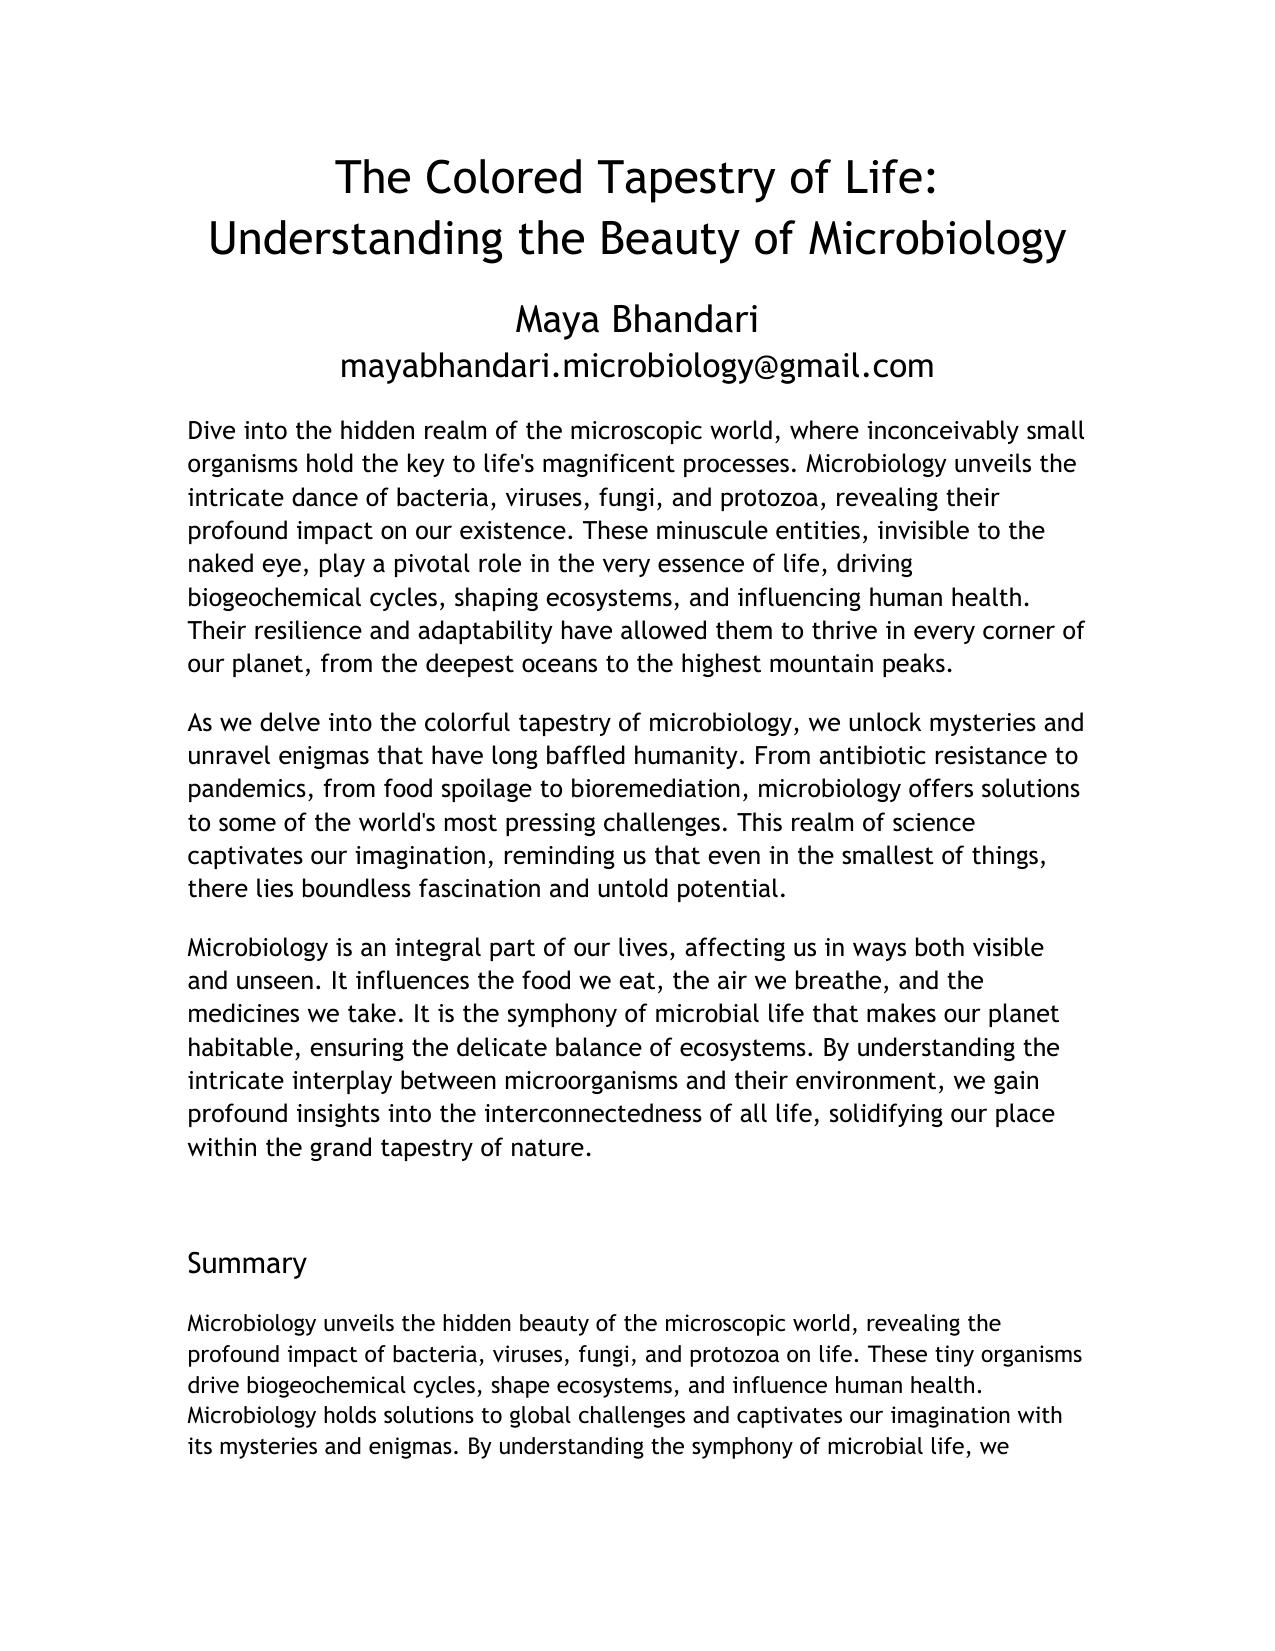 The Colored Tapestry of Life:
Understanding the Beauty of Microbiology
Maya Bhandari
mayabhandari.microbiology@gmail.com
Dive into the hidden realm of the microscopic world, where inconceivably small
organisms hold the key to life's magnificent processes. Microbiology unveils the
intricate dance of bacteria, viruses, fungi, and protozoa, revealing their
profound impact on our existence. These minuscule entities, invisible to the
naked eye, play a pivotal role in the very essence of life, driving
biogeochemical cycles, shaping ecosystems, and influencing human health.
Their resilience and adaptability have allowed them to thrive in every corner of
our planet, from the deepest oceans to the highest mountain peaks.
As we delve into the colorful tapestry of microbiology, we unlock mysteries and
unravel enigmas that have long baffled humanity. From antibiotic resistance to
pandemics, from food spoilage to bioremediation, microbiology offers solutions
to some of the world's most pressing challenges. This realm of science
captivates our imagination, reminding us that even in the smallest of things,
there lies boundless fascination and untold potential.
Microbiology is an integral part of our lives, affecting us in ways both visible
and unseen. It influences the food we eat, the air we breathe, and the
medicines we take. It is the symphony of microbial life that makes our planet
habitable, ensuring the delicate balance of ecosystems. By understanding the
intricate interplay between microorganisms and their environment, we gain
profound insights into the interconnectedness of all life, solidifying our place
within the grand tapestry of nature.
Summary
Microbiology unveils the hidden beauty of the microscopic world, revealing the
profound impact of bacteria, viruses, fungi, and protozoa on life. These tiny organisms
drive biogeochemical cycles, shape ecosystems, and influence human health.
Microbiology holds solutions to global challenges and captivates our imagination with
its mysteries and enigmas. By understanding the symphony of microbial life, we